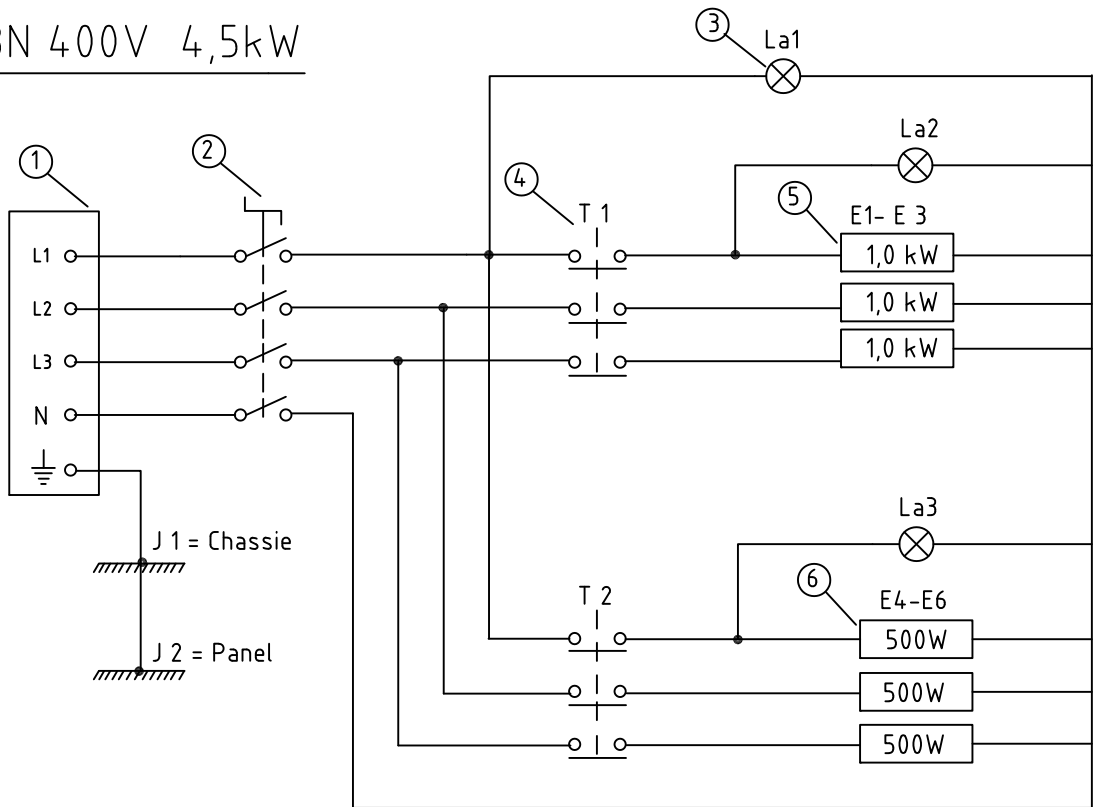 3N 400V 4,5kW
3
La1
La2
1
2
4
T 1
5
E1- E 3
L1
1,0 kW
L2
1,0 kW
L3
1,0 kW
N
La3
J 1 = Chassie
6
T 2
E4-E6
500W
J 2 = Panel
500W
500W